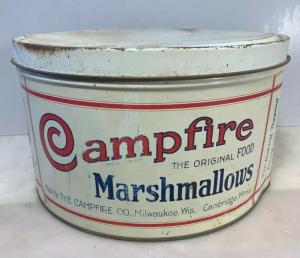 Campfire
THE ORIGINAL FOOD
Marshmallows
THE CAMPFIRE CO., Milwaukee, Wis. Cambridge, Mass.